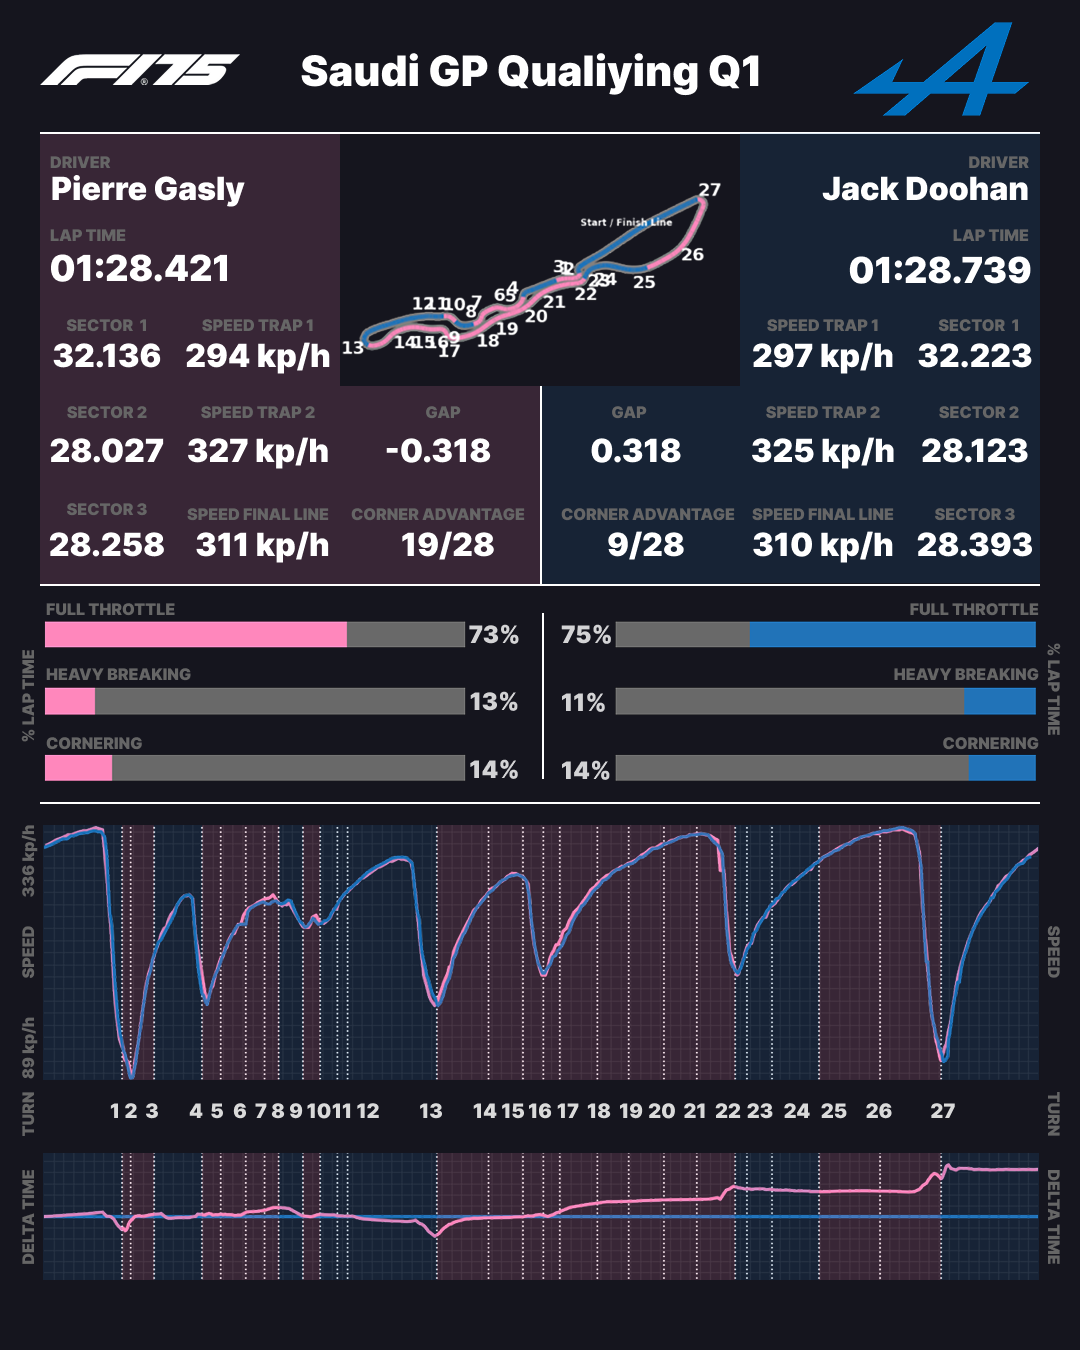 F1.75
Saudi GP Qualiying Q1
DRIVER
Pierre Gasly
LAP TIME
01:28.421
SECTOR 1
SPEED TRAP 1
32.136
294 kp/h
SECTOR 2
SPEED TRAP 2
GAP
28.027
327 kp/h
-0.318
SECTOR 3
SPEED FINAL LINE
CORNER ADVANTAGE
28.258
311 kp/h
19/28
Start / Finish Line
27
26
25
24
22
21
20
19
18
17
16
15
14
13
12
11
10
9
8
7
6
5
4
3
DRIVER
Jack Doohan
LAP TIME
01:28.739
SPEED TRAP 1
SECTOR 1
297 kp/h
32.223
GAP
SPEED TRAP 2
SECTOR 2
0.318
325 kp/h
28.123
CORNER ADVANTAGE
SPEED FINAL LINE
SECTOR 3
9/28
310 kp/h
28.393
% LAP TIME
FULL THROTTLE
73%
HEAVY BREAKING
13%
CORNERING
14%
FULL THROTTLE
75%
HEAVY BREAKING
11%
CORNERING
14%
% LAP TIME
336 kp/h
SPEED
89 kp/h
SPEED
TURN
1 2 3 4 5 6 7 8 9 10 11 12 13 14 15 16 17 18 19 20 21 22 23 24 25 26 27
TURN
DELTA TIME
DELTA TIME